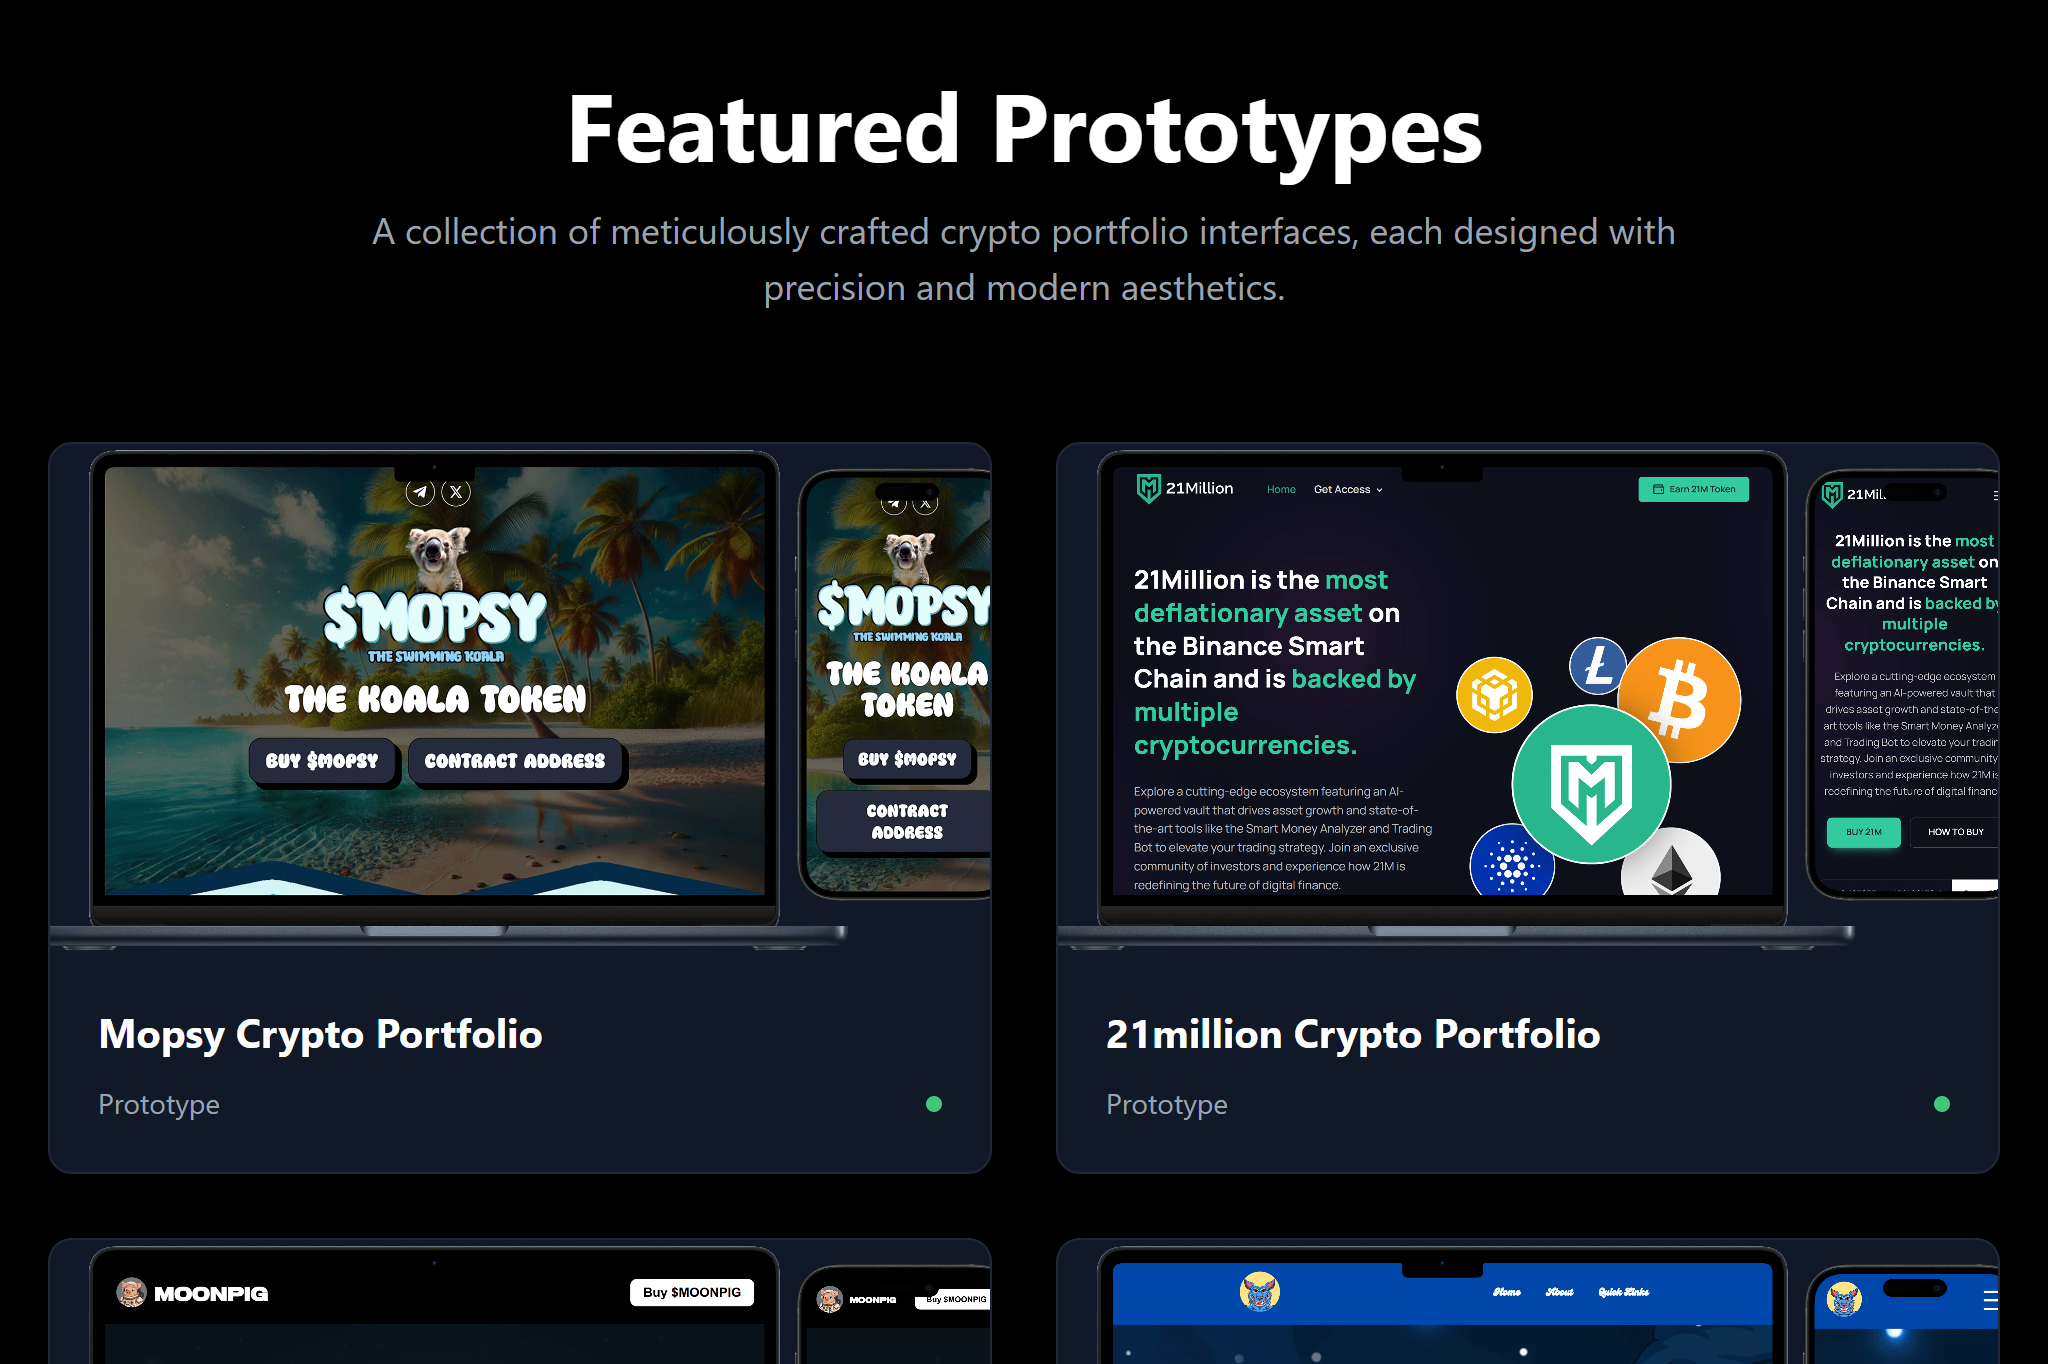 Featured Prototypes
A collection of meticulously crafted crypto portfolio interfaces, each designed with
precision and modern aesthetics.
$MOPSY
THE SWIMMING KOALA
THE KOALA TOKEN
BUY $MOPSY
CONTRACT ADDRESS
$MOPSY
THE SWIMMING KOALA
THE KOALA
TOKEN
BUY $MOPSY
CONTRACT
ADDRESS
Mopsy Crypto Portfolio
Prototype
21Million
Home
Get Access
Earn 21M Token
21Million is the most
deflationary asset on
the Binance Smart
Chain and is backed by
multiple
cryptocurrencies.
Explore a cutting-edge ecosystem featuring an AI-
powered vault that drives asset growth and state-of-
the-art tools like the Smart Money Analyzer and Trading
Bot to elevate your trading strategy. Join an exclusive
community of investors and experience how 21M is
redefining the future of digital finance.
21Mil
21Million is the most
deflationary asset on
the Binance Smart
Chain and is backed by
multiple
cryptocurrencies.
Explore a cutting-edge ecosystem
featuring an AI-powered vault that
drives asset growth and state-of-the
art tools like the Smart Money Analyze
and Trading Bot to elevate your tradin
strategy. Join an exclusive community
investors and experience how 21M is
redefining the future of digital financ
BUY 21M
HOW TO BUY
21million Crypto Portfolio
Prototype
MOONPIG
Buy $MOONPIG
MOONPIG
Buy $MOONPIG
Home
About
Quick Links